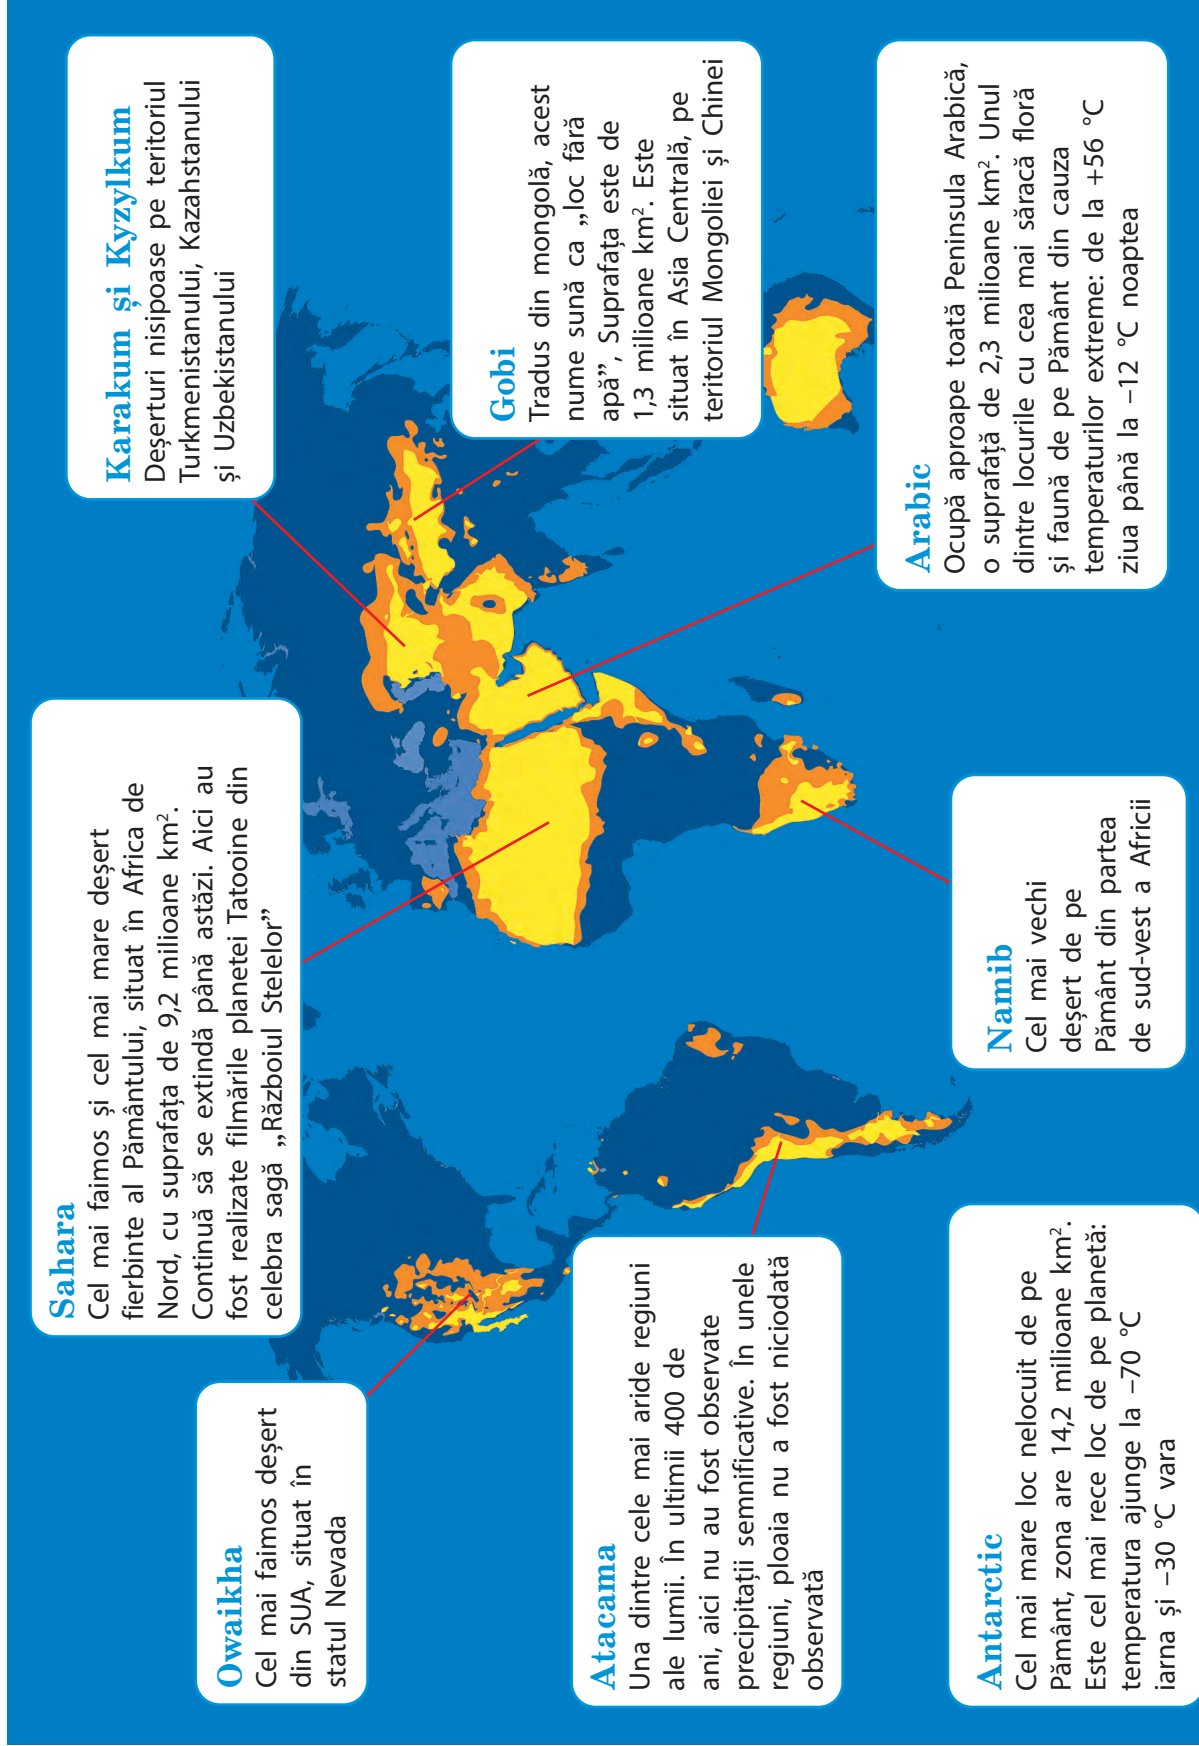 Owaikha
Cel mai faimos deșert
din SUA, situat în
statul Nevada
Sahara
Cel mai faimos și cel mai mare deșert
fierbinte al Pământului, situat în Africa de
Nord, cu suprafața de 9,2 milioane km².
Continuă să se extindă până astăzi. Aici au
fost realizate filmările planetei Tatooine din
celebra sagă „Războiul Stelelor”
Karakum și Kyzylkum
Deșerturi nisipoase pe teritoriul
Turkmenistanului, Kazahstanului
și Uzbekistanului
Atacama
Una dintre cele mai aride regiuni
ale lumii. În ultimii 400 de
ani, aici nu au fost observate
precipitații semnificative. În unele
regiuni, ploaia nu a fost niciodată
observată
Gobi
Tradus din mongolă, acest
nume sună ca „loc fără
apă”, Suprafața este de
1,3 milioane km². Este
situat în Asia Centrală, pe
teritoriul Mongoliei și Chinei
Antarctic
Cel mai mare loc nelocuit de pe
Pământ, zona are 14,2 milioane km².
Este cel mai rece loc de pe planetă:
temperatura ajunge la –70 °C
iarna și –30 °C vara
Namib
Cel mai vechi
deșert de pe
Pământ din partea
de sud-vest a Africii
Arabic
Ocupă aproape toată Peninsula Arabică,
o suprafață de 2,3 milioane km². Unul
dintre locurile cu cea mai săracă floră
și faună de pe Pământ din cauza
temperaturilor extreme: de la +56 °C
ziua până la –12 °C noaptea